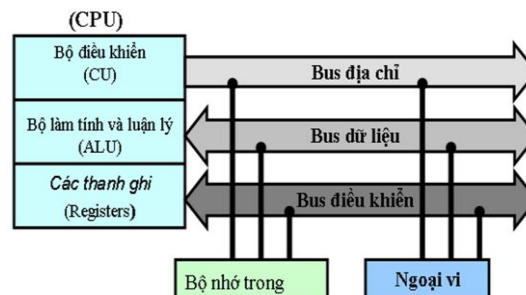 (CPU)
Bộ điều khiển
(CU)
Bus địa chỉ
Bộ làm tính và luận lý
(ALU)
Bus dữ liệu
Các thanh ghi
(Registers)
Bus điều khiển
Bộ nhớ trong
Ngoại vi